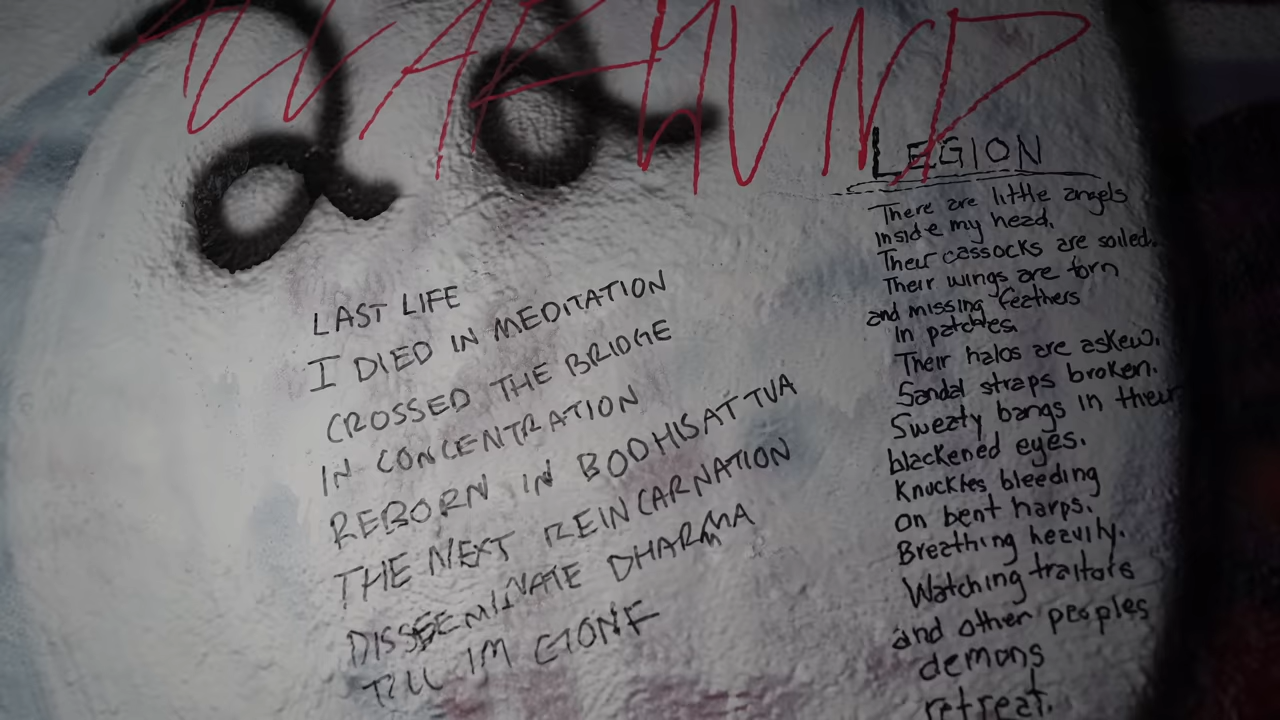 LAST LIFE
I DIED IN MEDITATION
CROSSED THE BRIDGE
IN CONCENTRATION
REBORN IN BODHISATTVA
THE NEXT REINCARNATION
DISSEMINATE DHARMA
TILL IM GONE
LEGION
There are little angels
inside my head.
Their cassocks are soiled.
Their wings are torn
and missing feathers
in patches.
Their halos are askew.
Sandal straps broken.
Sweaty bangs in thier
blackened eyes.
Knuckles bleeding
on bent harps.
Breathing heavily.
Watching traitors
and other peoples
demons
retreat.